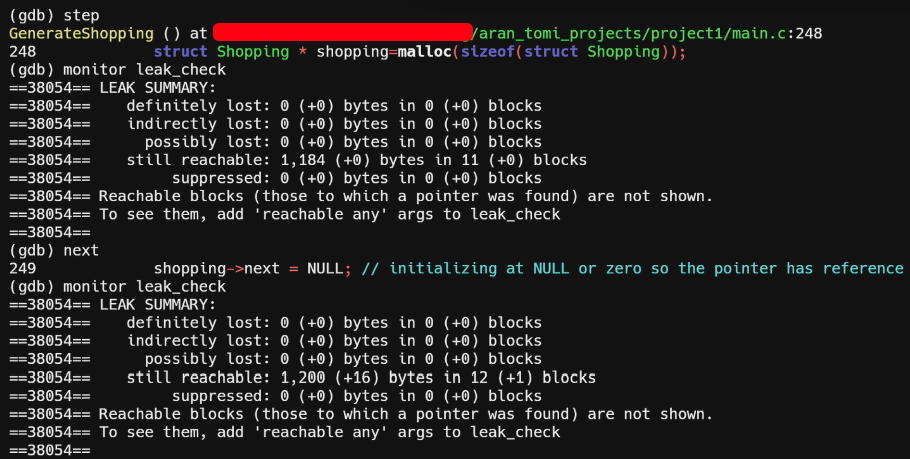 (gdb) step
GenerateShopping () at /aran_tomi_projects/project1/main.c:248
248             struct Shopping * shopping=malloc(sizeof(struct Shopping));
(gdb) monitor leak_check
==38054== LEAK SUMMARY:
==38054==    definitely lost: 0 (+0) bytes in 0 (+0) blocks
==38054==    indirectly lost: 0 (+0) bytes in 0 (+0) blocks
==38054==      possibly lost: 0 (+0) bytes in 0 (+0) blocks
==38054==    still reachable: 1,184 (+0) bytes in 11 (+0) blocks
==38054==         suppressed: 0 (+0) bytes in 0 (+0) blocks
==38054== Reachable blocks (those to which a pointer was found) are not shown.
==38054== To see them, add 'reachable any' args to leak_check
==38054==
(gdb) next
249             shopping->next = NULL; // initializing at NULL or zero so the pointer has reference
(gdb) monitor leak_check
==38054== LEAK SUMMARY:
==38054==    definitely lost: 0 (+0) bytes in 0 (+0) blocks
==38054==    indirectly lost: 0 (+0) bytes in 0 (+0) blocks
==38054==      possibly lost: 0 (+0) bytes in 0 (+0) blocks
==38054==    still reachable: 1,200 (+16) bytes in 12 (+1) blocks
==38054==         suppressed: 0 (+0) bytes in 0 (+0) blocks
==38054== Reachable blocks (those to which a pointer was found) are not shown.
==38054== To see them, add 'reachable any' args to leak_check
==38054==